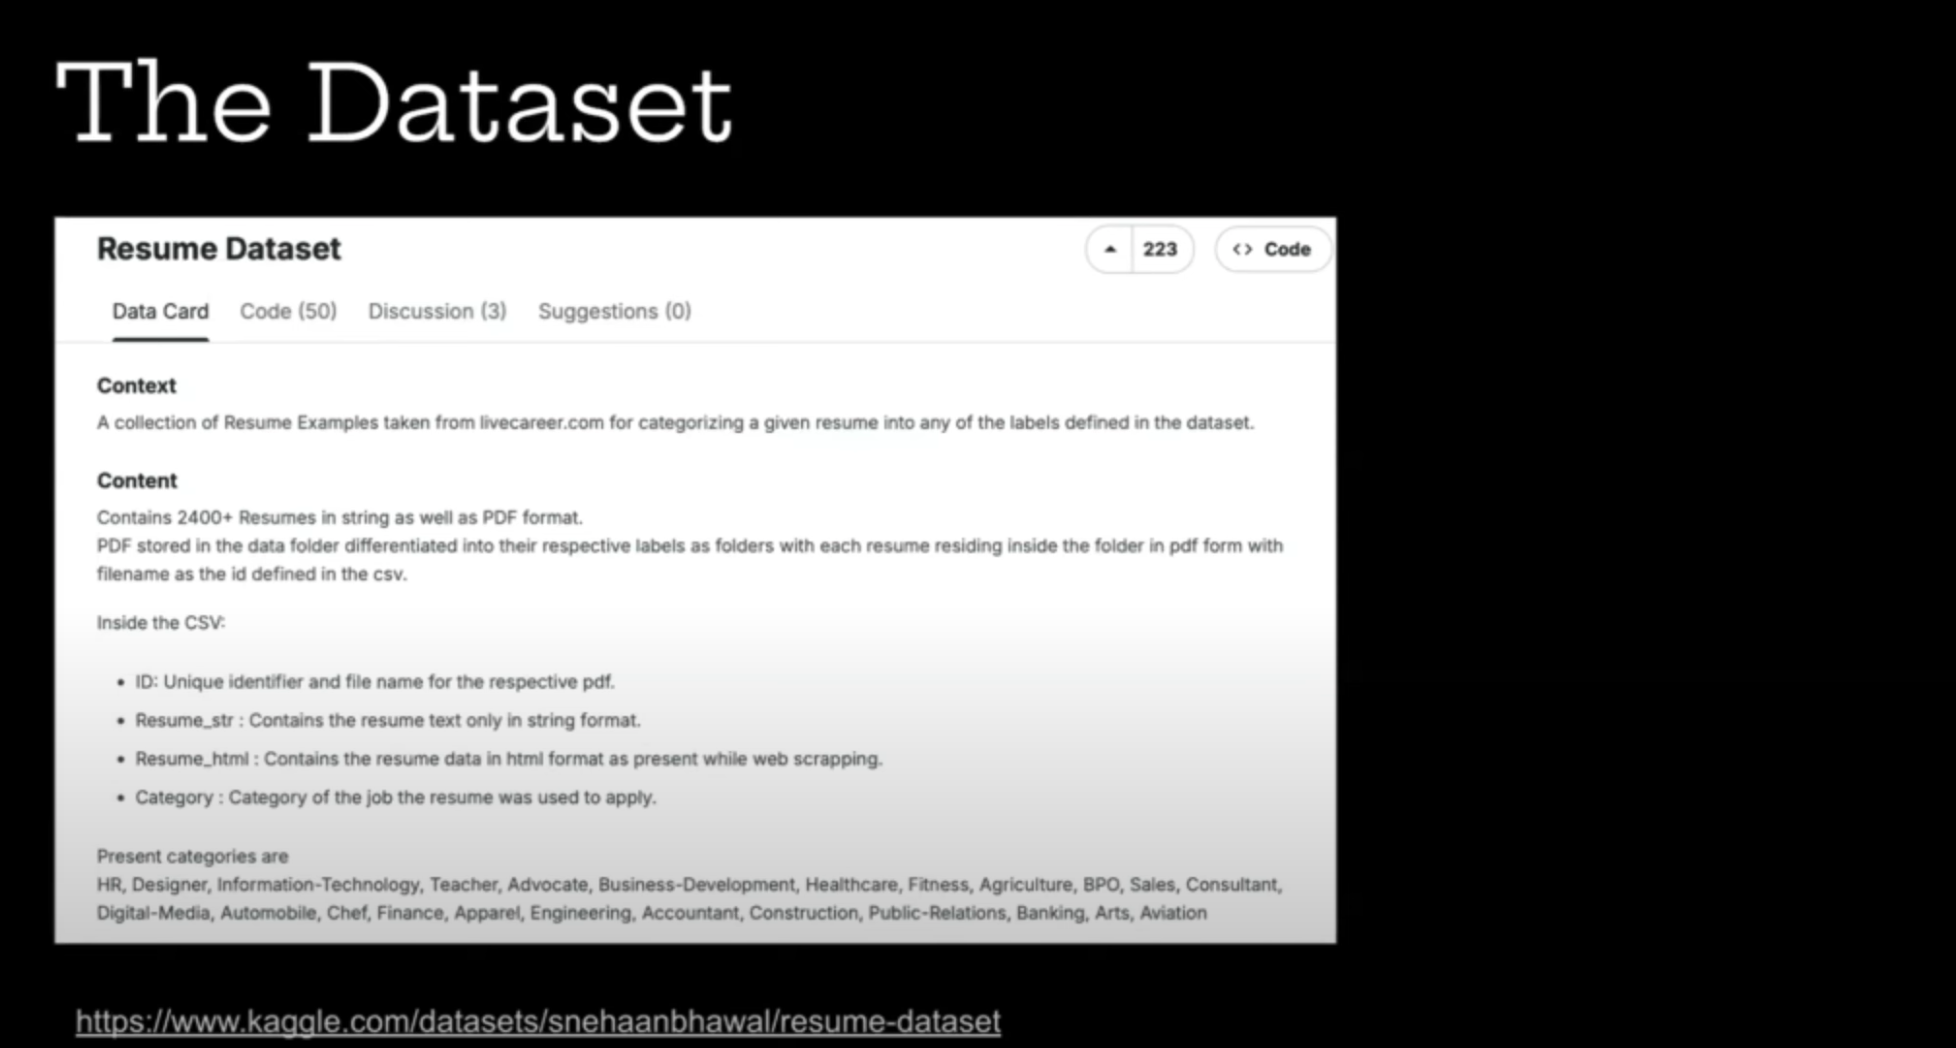 The Dataset
Resume Dataset
223
<> Code
Data Card Code (50) Discussion (3) Suggestions (0)
Context
A collection of Resume Examples taken from livecareer.com for categorizing a given resume into any of the labels defined in the dataset.
Content
Contains 2400+ Resumes in string as well as PDF format.
PDF stored in the data folder differentiated into their respective labels as folders with each resume residing inside the folder in pdf form with
filename as the id defined in the csv.
Inside the CSV:
• ID: Unique identifier and file name for the respective pdf.
• Resume_str : Contains the resume text only in string format.
• Resume_html : Contains the resume data in html format as present while web scrapping.
• Category : Category of the job the resume was used to apply.
Present categories are
HR, Designer, Information-Technology, Teacher, Advocate, Business-Development, Healthcare, Fitness, Agriculture, BPO, Sales, Consultant,
Digital-Media, Automobile, Chef, Finance, Apparel, Engineering, Accountant, Construction, Public-Relations, Banking, Arts, Aviation
https://www.kaggle.com/datasets/snehaanbhawal/resume-dataset